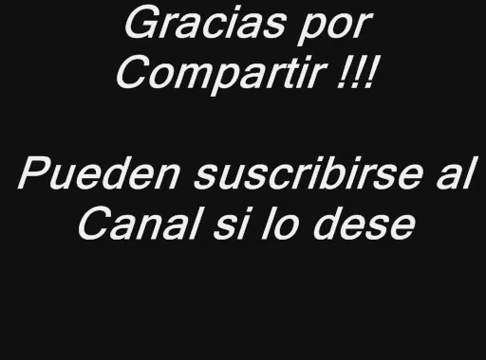 Gracias por
Compartir !!!
Pueden suscribirse al
Canal si lo dese